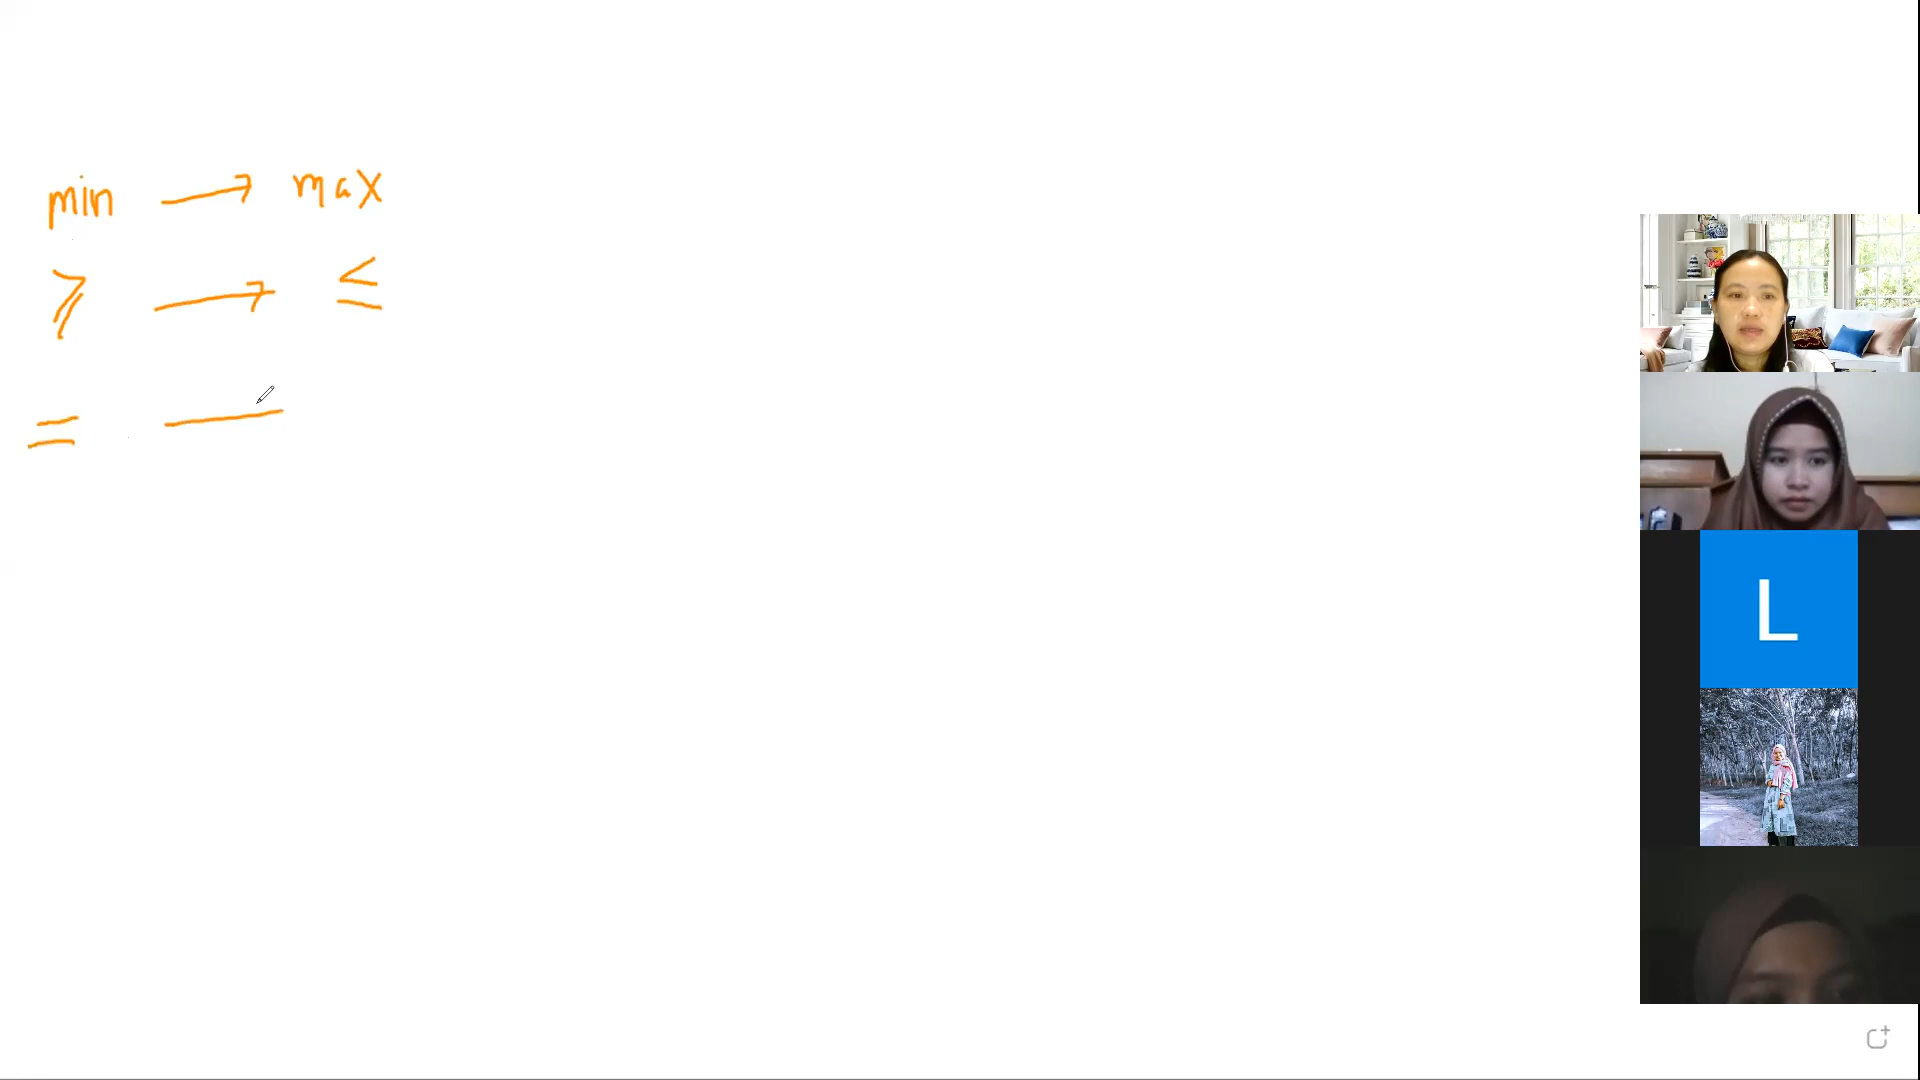 min → max
≥ → ≤
= —
L